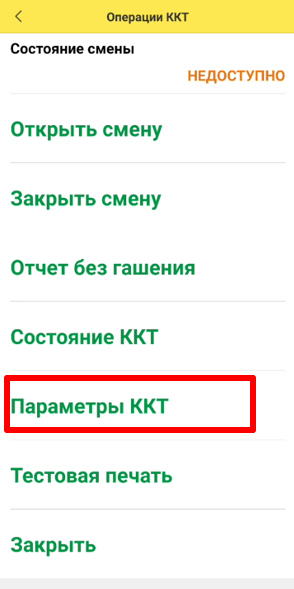 Операции ККТ
Состояние смены
НЕДОСТУПНО
Открыть смену
Закрыть смену
Отчет без гашения
Состояние ККТ
Параметры ККТ
Тестовая печать
Закрыть